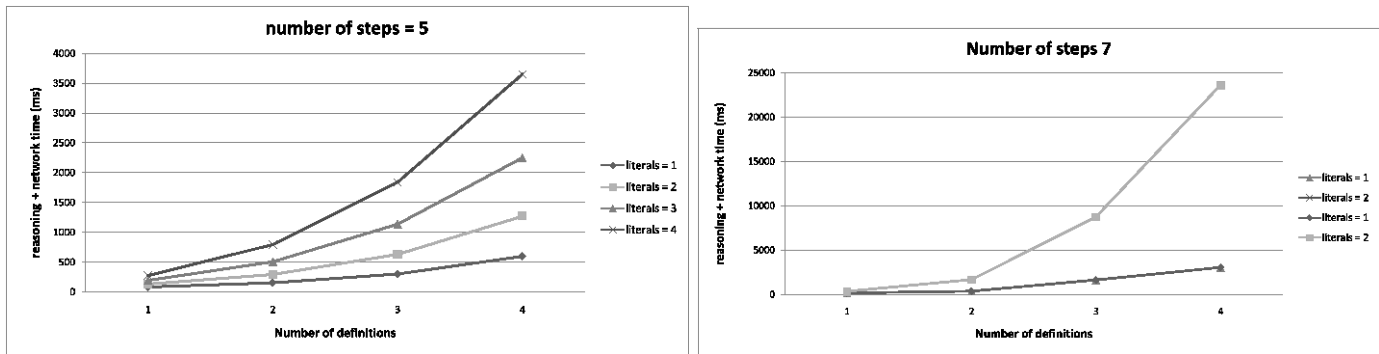 number of steps = 5
reasoning + network time (ms)
4000
3500
3000
2500
2000
1500
1000
500
0
1 2 3 4
Number of definitions
literals = 1
literals = 2
literals = 3
literals = 4
Number of steps 7
reasoning + network time (ms)
25000
20000
15000
10000
5000
0
1 2 3 4
Number of definitions
literals = 1
literals = 2
literals = 1
literals = 2